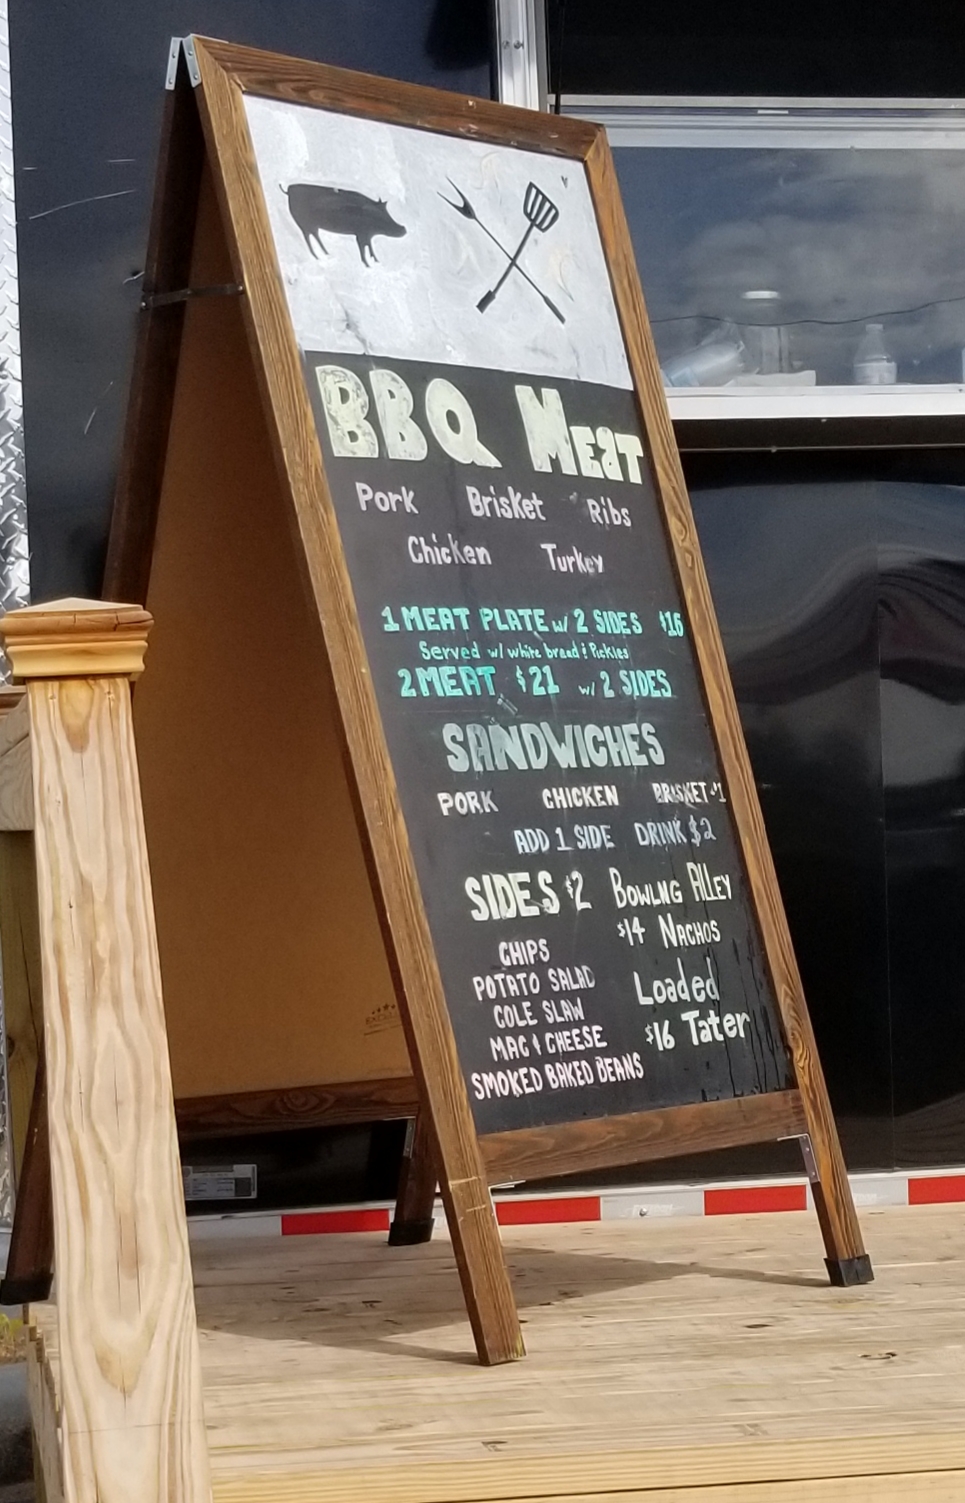 BBQ Meat
Pork Brisket Ribs
Chicken Turkey
1 MEAT PLATE w/ 2 SIDES $16
Served w/ white bread & Pickles
2 MEAT $21 w/ 2 SIDES
SANDWICHES
PORK CHICKEN BRISKET
ADD 1 SIDE DRINK $2
SIDES $2
CHIPS
POTATO SALAD
COLE SLAW
MAC & CHEESE
SMOKED BAKED BEANS
BOWLNG ALLEY
$14 NACHOS
Loaded
$16 Tater